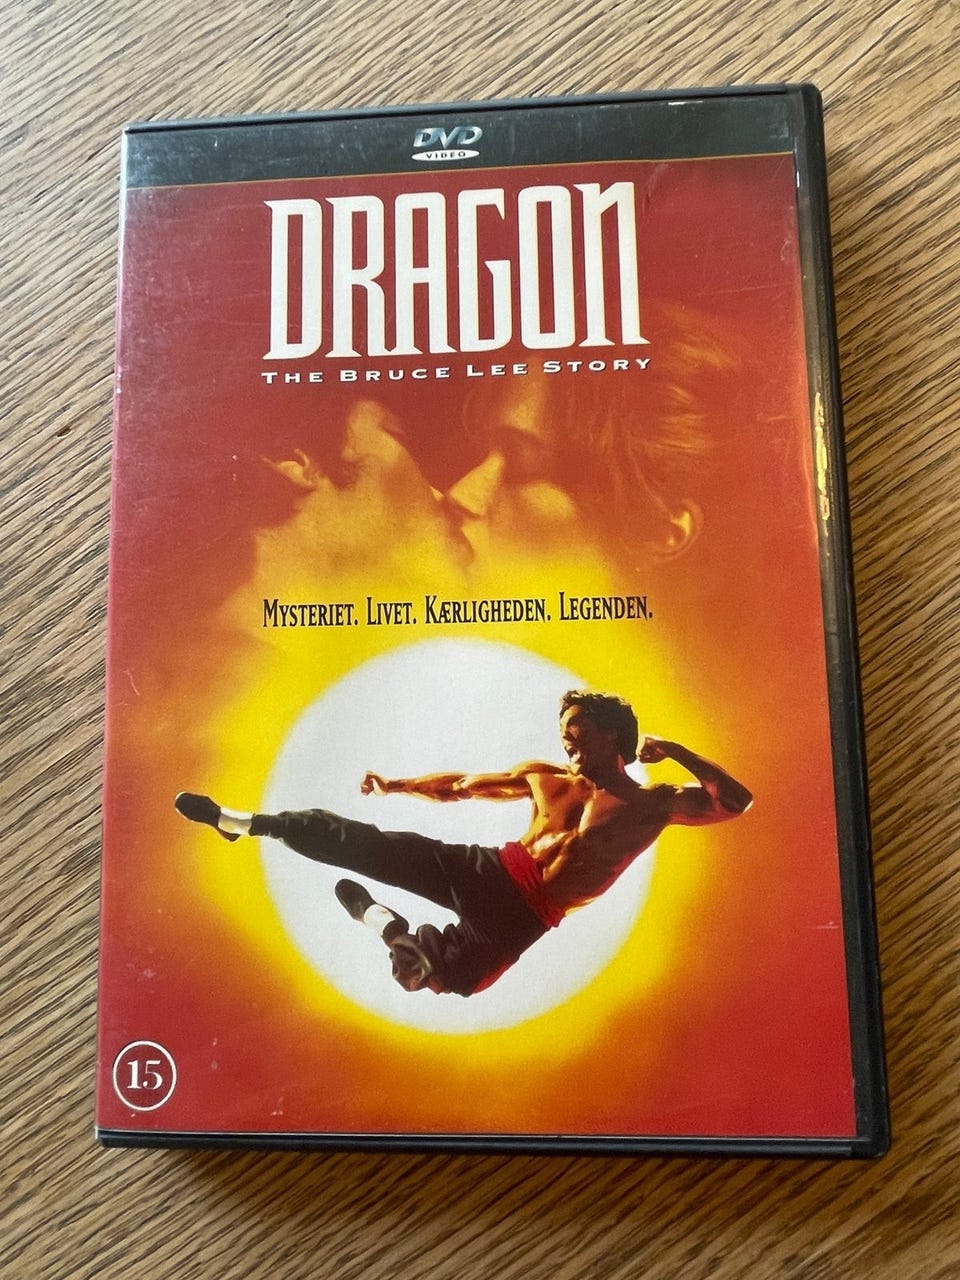 DVD
VIDEO
DRAGON
THE BRUCE LEE STORY
MYSTERIET. LIVET. KÆRLIGHEDEN. LEGENDEN.
15